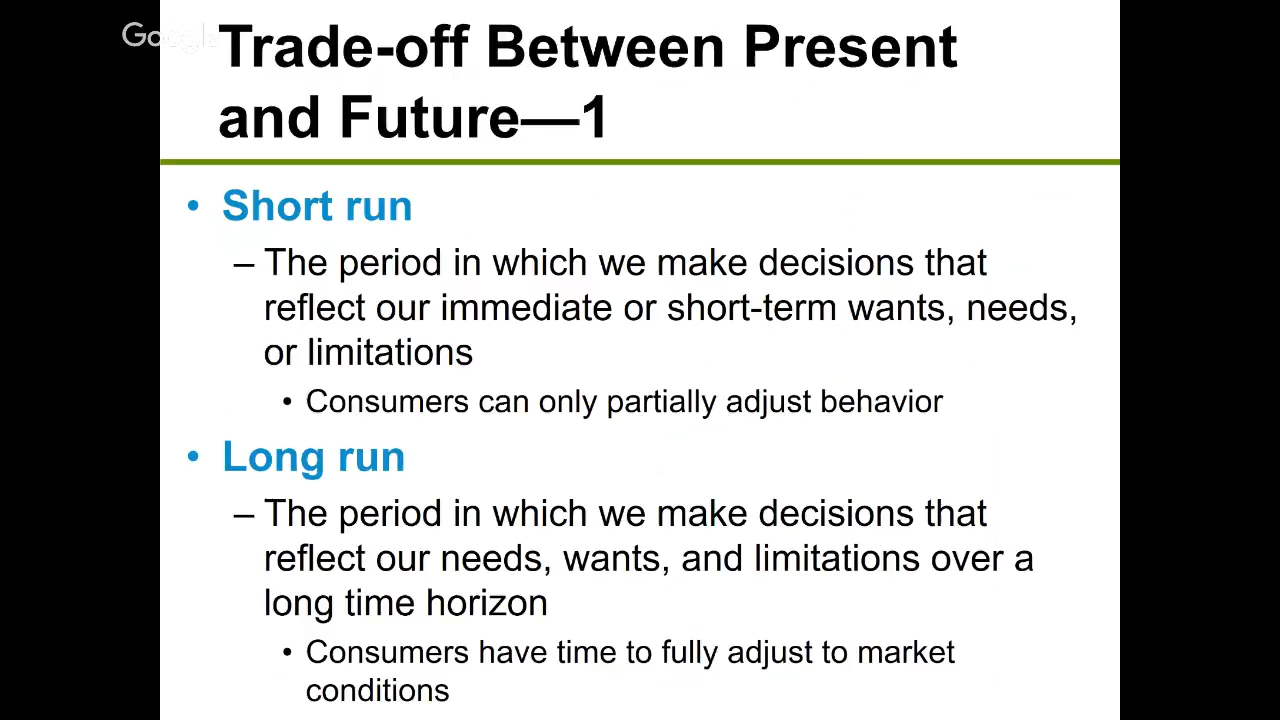 Google
Trade-off Between Present
and Future—1
• Short run
– The period in which we make decisions that
reflect our immediate or short-term wants, needs,
or limitations
• Consumers can only partially adjust behavior
• Long run
– The period in which we make decisions that
reflect our needs, wants, and limitations over a
long time horizon
• Consumers have time to fully adjust to market
conditions